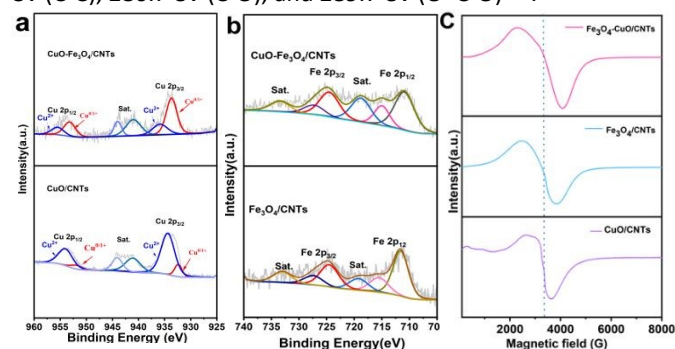 a
CuO-Fe₃O₄/CNTs
Cu 2p₃/₂
Cu 2p₁/₂
Cu²⁺
Cu⁰/¹⁺
Sat.
Cu²⁺
Cu⁰/¹⁺
CuO/CNTs
Cu 2p₃/₂
Cu 2p₁/₂
Cu²⁺
Cu⁰/¹⁺
Sat.
Cu²⁺
Cu⁰/¹⁺
Intensity(a.u.)
960 955 950 945 940 935 930 925
Binding Energy (eV)
b
CuO-Fe₃O₄/CNTs
Fe 2p₃/₂
Sat.
Fe 2p₁/₂
Sat.
Fe₃O₄/CNTs
Fe 2p₃/₂
Sat.
Fe 2p₁₂
Sat.
Intensity(a.u.)
740 730 720 715 710 70
Binding Energy (eV)
C
Fe₃O₄-CuO/CNTs
Fe₃O₄/CNTs
CuO/CNTs
Intensity(a.u.)
2000 4000 6000 8000
Magnetic field (G)